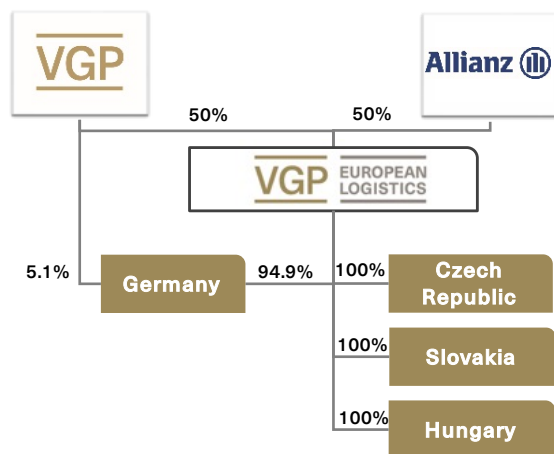 VGP
Allianz
50%
50%
VGP EUROPEAN
LOGISTICS
5.1%
Germany
94.9%
100%
Czech
Republic
100%
Slovakia
100%
Hungary